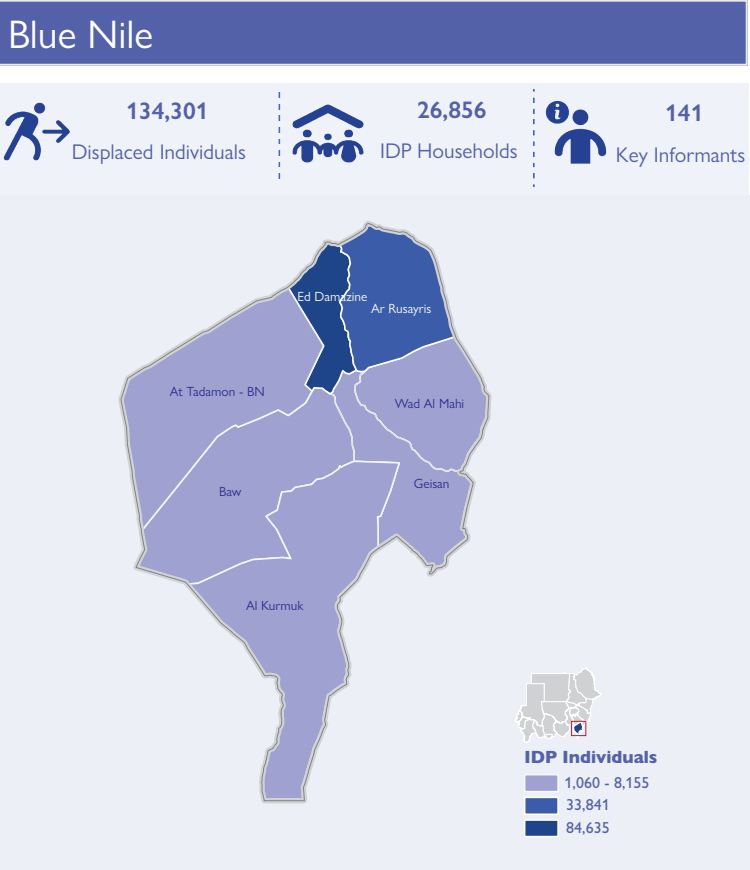 Blue Nile
134,301
Displaced Individuals
26,856
IDP Households
i
141
Key Informants
Ed Damazine
Ar Rusayris
At Tadamon - BN
Wad Al Mahi
Baw
Geisan
Al Kurmuk
IDP Individuals
1,060 - 8,155
33,841
84,635